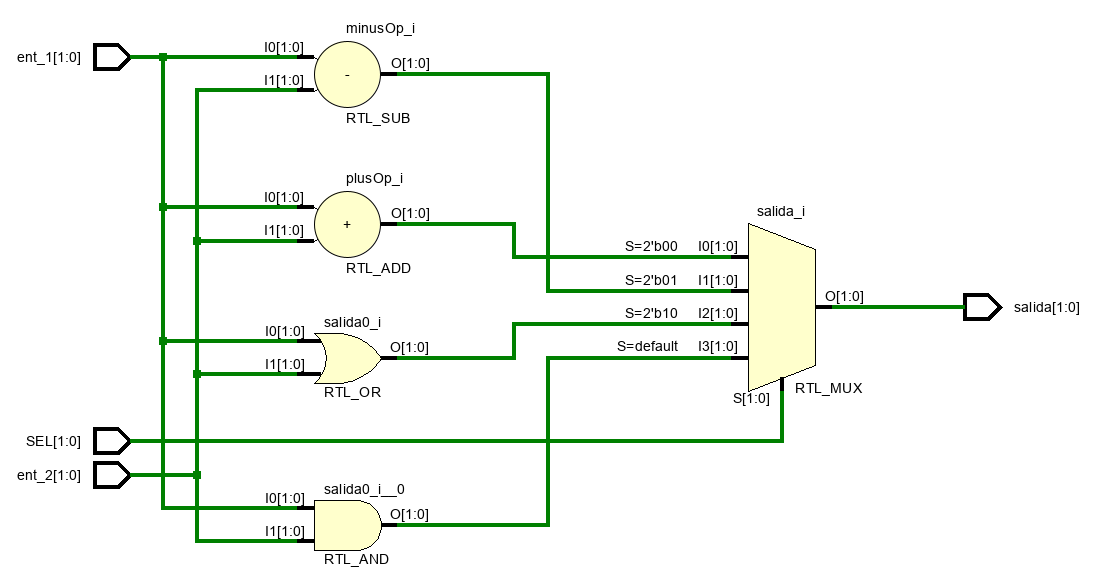 minusOp_i
ent_1[1:0]
I0[1:0]
I1[1:0]
-
O[1:0]
RTL_SUB
plusOp_i
I0[1:0]
I1[1:0]
+
O[1:0]
RTL_ADD
salida0_i
I0[1:0]
I1[1:0]
O[1:0]
RTL_OR
SEL[1:0]
ent_2[1:0]
salida0_i__0
I0[1:0]
I1[1:0]
O[1:0]
RTL_AND
salida_i
S=2'b00 I0[1:0]
S=2'b01 I1[1:0]
S=2'b10 I2[1:0]
S=default I3[1:0]
S[1:0]
RTL_MUX
O[1:0]
salida[1:0]